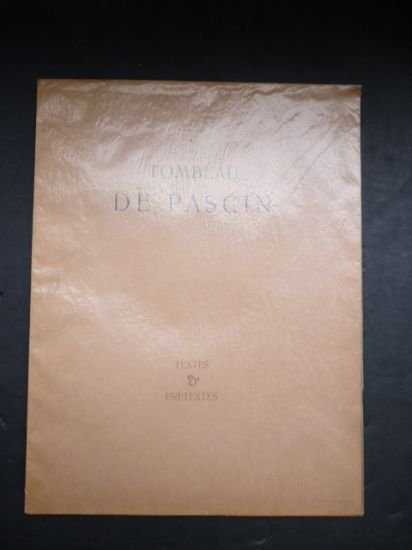 TOMBEAU
DE PASCIN
TEXTES
&
PRÉTEXTES